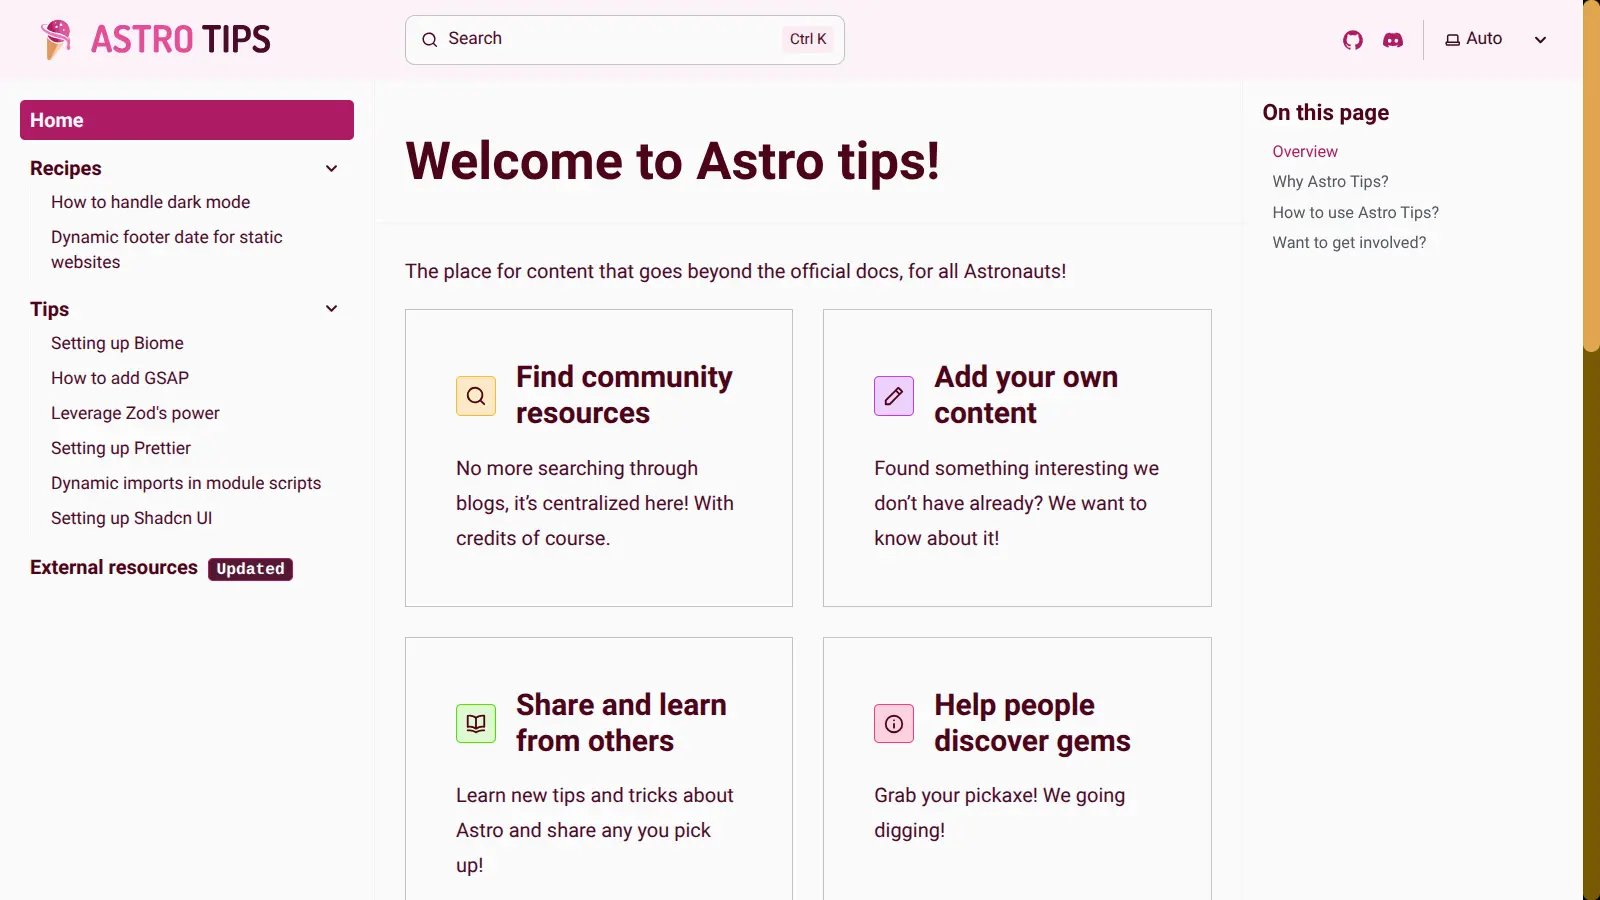 ASTRO TIPS
Search
Ctrl K
Auto
Home
Recipes
How to handle dark mode
Dynamic footer date for static
websites
Tips
Setting up Biome
How to add GSAP
Leverage Zod's power
Setting up Prettier
Dynamic imports in module scripts
Setting up Shadcn UI
External resources Updated
Welcome to Astro tips!
The place for content that goes beyond the official docs, for all Astronauts!
Find community
resources
No more searching through
blogs, it’s centralized here! With
credits of course.
Add your own
content
Found something interesting we
don’t have already? We want to
know about it!
Share and learn
from others
Learn new tips and tricks about
Astro and share any you pick
up!
Help people
discover gems
Grab your pickaxe! We going
digging!
On this page
Overview
Why Astro Tips?
How to use Astro Tips?
Want to get involved?